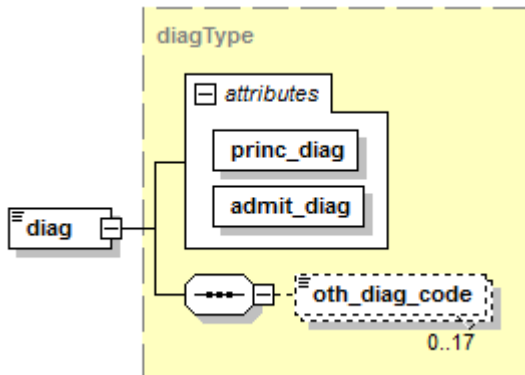 diagType
attributes
princ_diag
admit_diag
diag
oth_diag_code
0..17